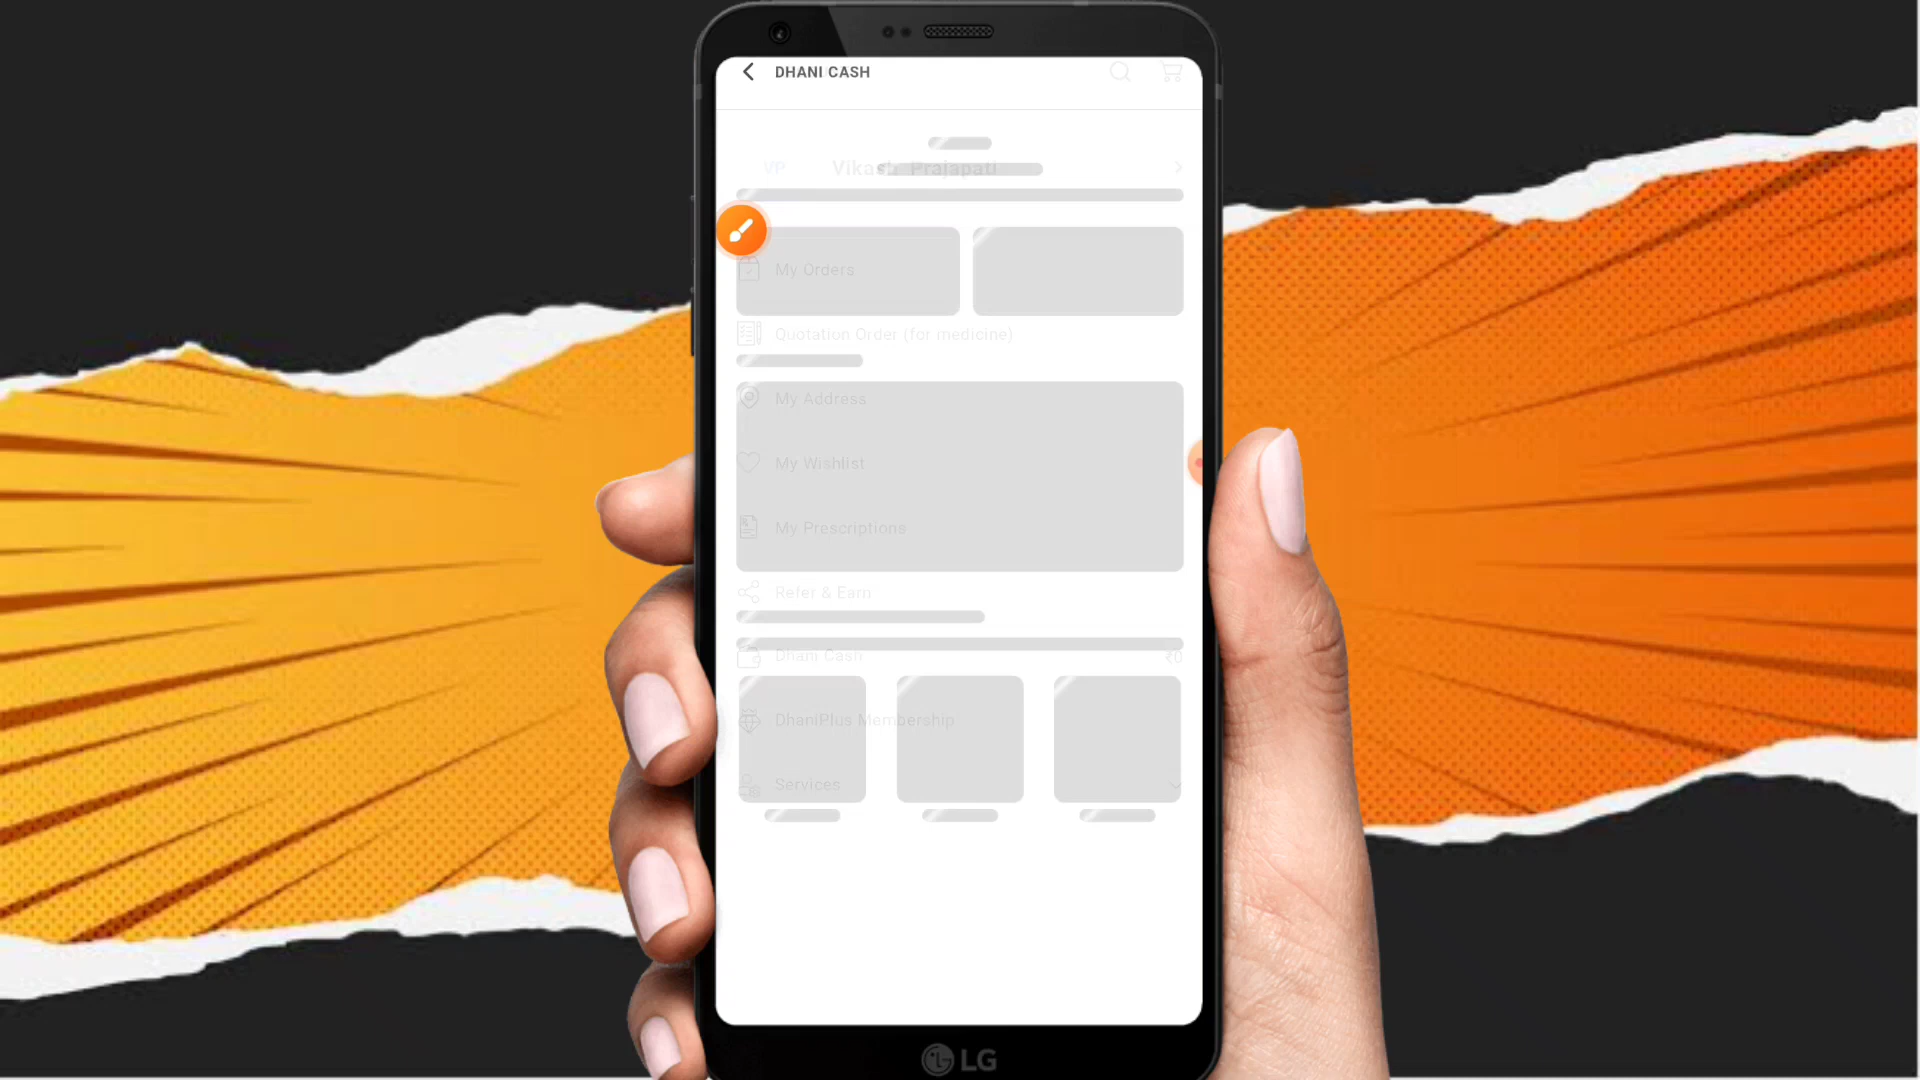 DHANI CASH
VP Vikash Prajapati
My Orders
Quotation Order (for medicine)
My Address
My Wishlist
My Prescriptions
Refer & Earn
Dhani Cash ₹0
DhaniPlus Membership
Services
LG